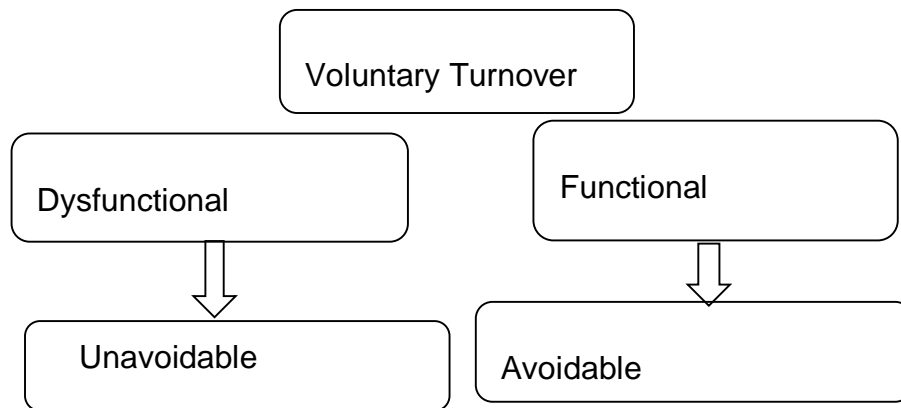 Voluntary Turnover
Dysfunctional
Functional
Unavoidable
Avoidable